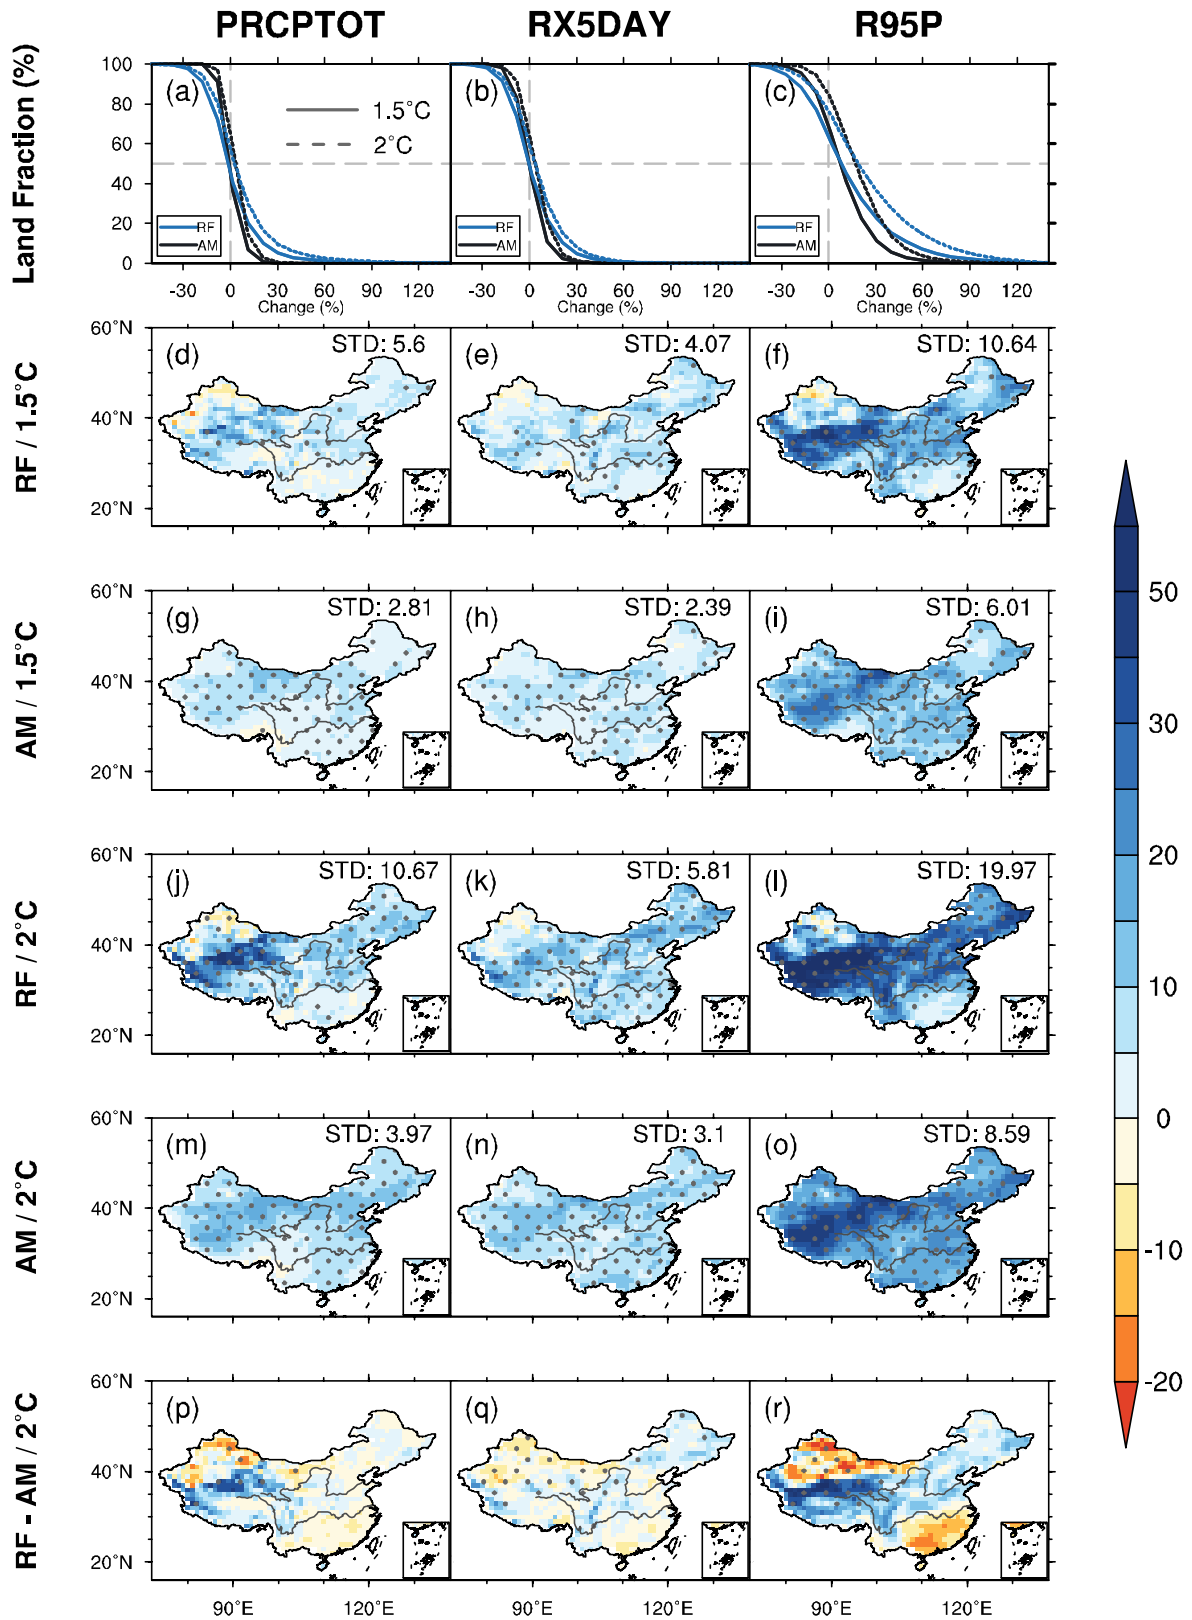 PRCPTOT RX5DAY R95P
Land Fraction (%)
100
80
60
40
20
0
(a)
1.5°C
2°C
RF
AM
(b)
RF
AM
(c)
RF
AM
-30 0 30 60 90 120
-30 0 30 60 90 120
-30 0 30 60 90 120
Change (%)
Change (%)
Change (%)
RF / 1.5°C
60°N
40°N
20°N
(d) STD: 5.6
(e) STD: 4.07
(f) STD: 10.64
AM / 1.5°C
60°N
40°N
20°N
(g) STD: 2.81
(h) STD: 2.39
(i) STD: 6.01
RF / 2°C
60°N
40°N
20°N
(j) STD: 10.67
(k) STD: 5.81
(l) STD: 19.97
AM / 2°C
60°N
40°N
20°N
(m) STD: 3.97
(n) STD: 3.1
(o) STD: 8.59
RF - AM / 2°C
60°N
40°N
20°N
(p)
(q)
(r)
90°E 120°E
90°E 120°E
90°E 120°E
50
30
20
10
0
-10
-20